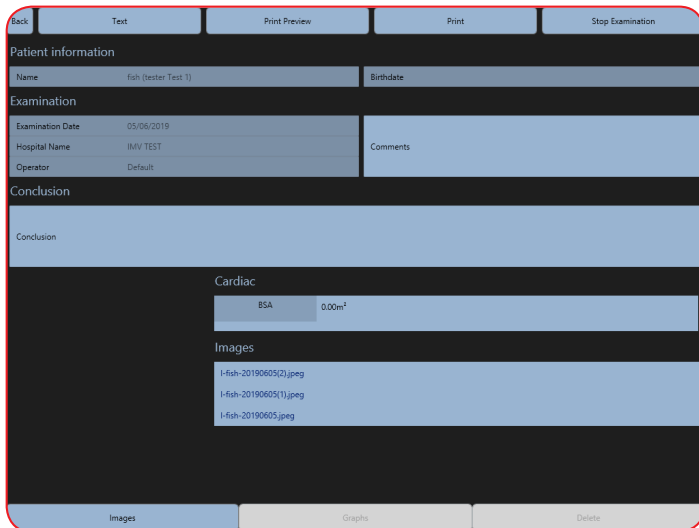 Back Text Print Preview Print Stop Examination
Patient information
Name fish (tester Test 1) Birthdate
Examination
Examination Date 05/06/2019
Hospital Name IMV TEST Comments
Operator Default
Conclusion
Conclusion
Cardiac
BSA 0.00m²
Images
I-fish-20190605(2).jpeg
I-fish-20190605(1).jpeg
I-fish-20190605.jpeg
Images Graphs Delete